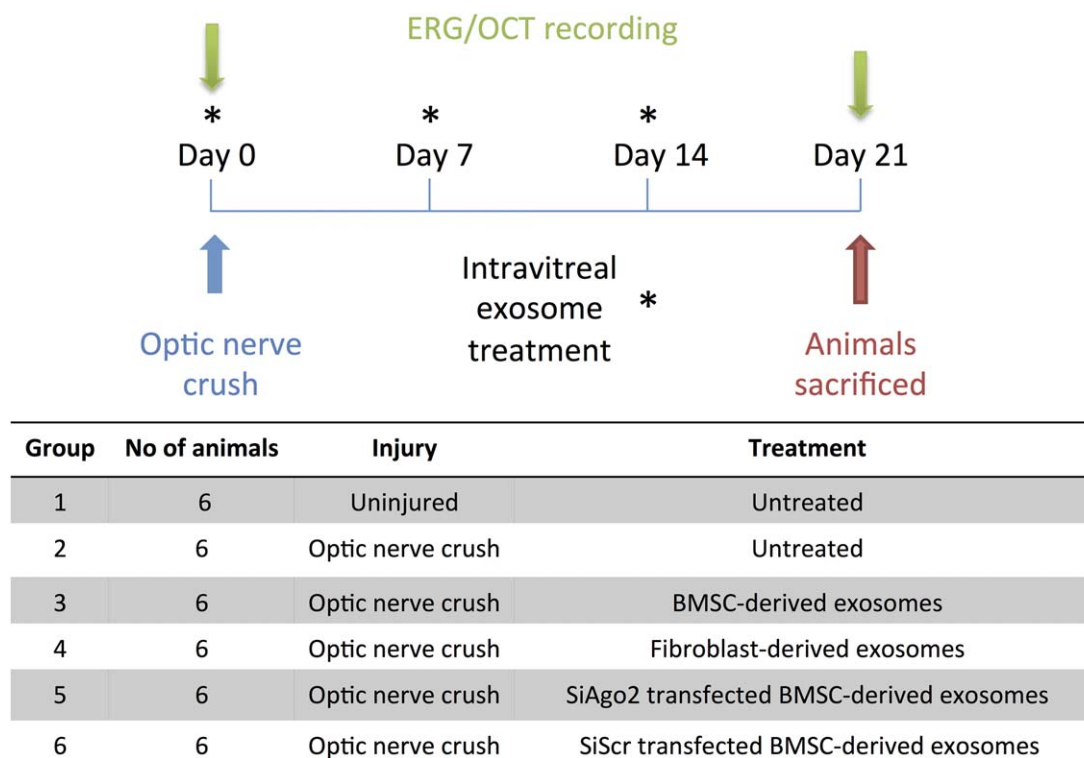 ERG/OCT recording
* * *
Day 0 Day 7 Day 14 Day 21
Intravitreal
exosome *
treatment
Optic nerve
crush
Animals
sacrificed
Group No of animals Injury Treatment
1 6 Uninjured Untreated
2 6 Optic nerve crush Untreated
3 6 Optic nerve crush BMSC-derived exosomes
4 6 Optic nerve crush Fibroblast-derived exosomes
5 6 Optic nerve crush SiAgo2 transfected BMSC-derived exosomes
6 6 Optic nerve crush SiScr transfected BMSC-derived exosomes